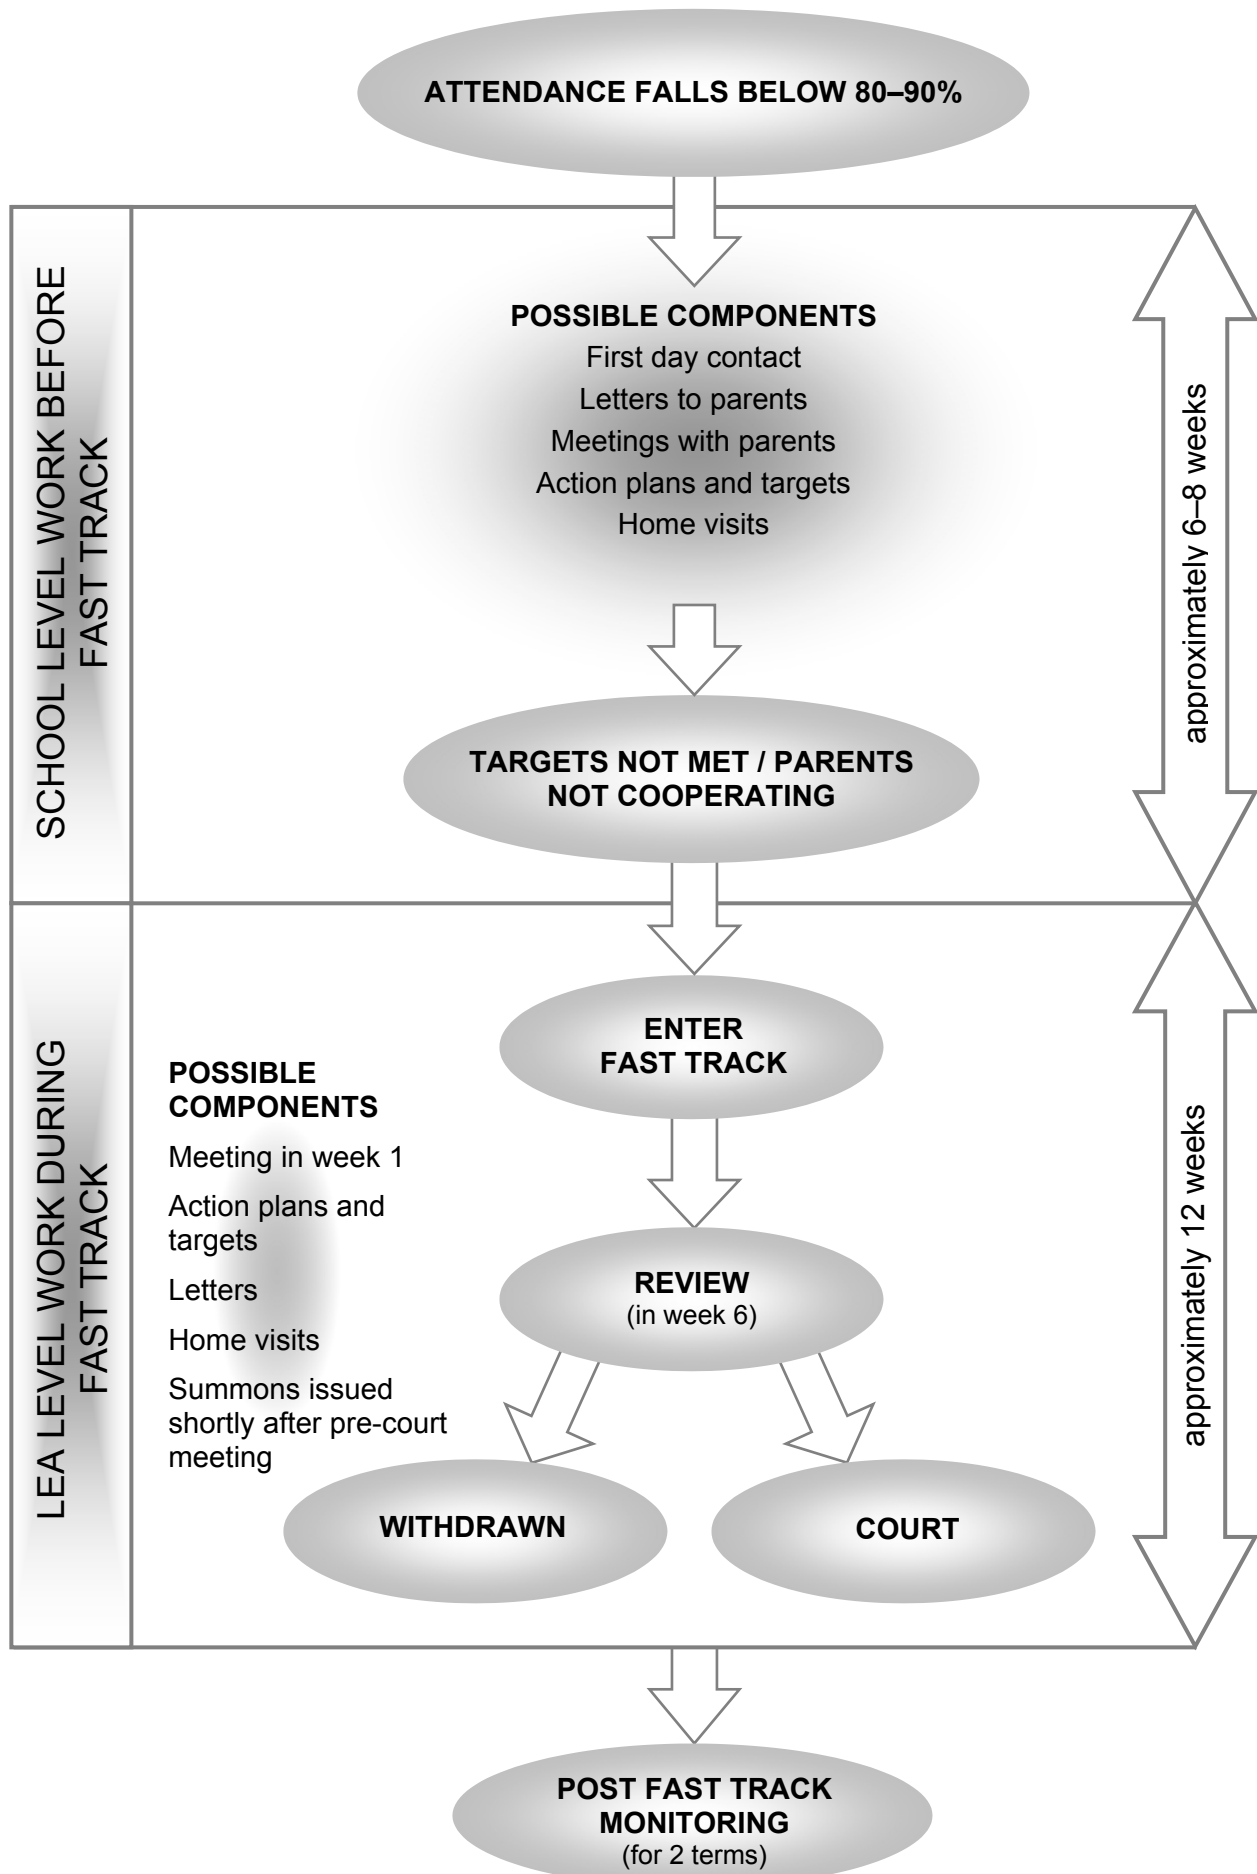 ATTENDANCE FALLS BELOW 80–90%
SCHOOL LEVEL WORK BEFORE
FAST TRACK
POSSIBLE COMPONENTS
First day contact
Letters to parents
Meetings with parents
Action plans and targets
Home visits
approximately 6–8 weeks
TARGETS NOT MET / PARENTS
NOT COOPERATING
LEA LEVEL WORK DURING
FAST TRACK
ENTER
FAST TRACK
POSSIBLE
COMPONENTS
Meeting in week 1
Action plans and
targets
Letters
Home visits
Summons issued
shortly after pre-court
meeting
REVIEW
(in week 6)
approximately 12 weeks
WITHDRAWN
COURT
POST FAST TRACK
MONITORING
(for 2 terms)